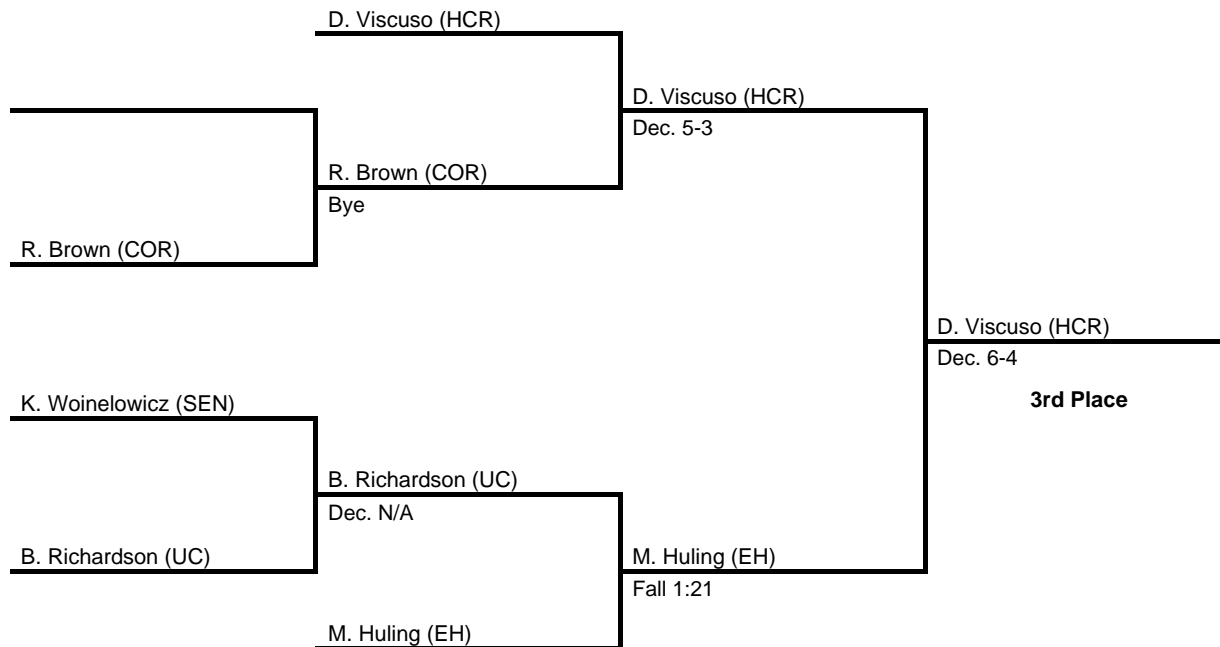 D. Viscuso (HCR)
D. Viscuso (HCR)
Dec. 5-3
R. Brown (COR)
Bye
R. Brown (COR)
D. Viscuso (HCR)
Dec. 6-4
3rd Place
K. Woinelowicz (SEN)
B. Richardson (UC)
Dec. N/A
B. Richardson (UC)
M. Huling (EH)
Fall 1:21
M. Huling (EH)